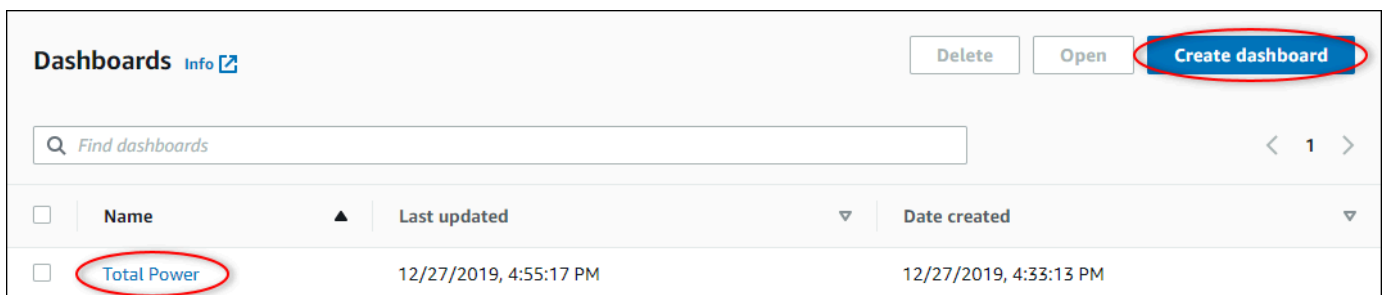 Dashboards Info
Delete Open Create dashboard
Find dashboards
1
Name Last updated Date created
Total Power 12/27/2019, 4:55:17 PM 12/27/2019, 4:33:13 PM